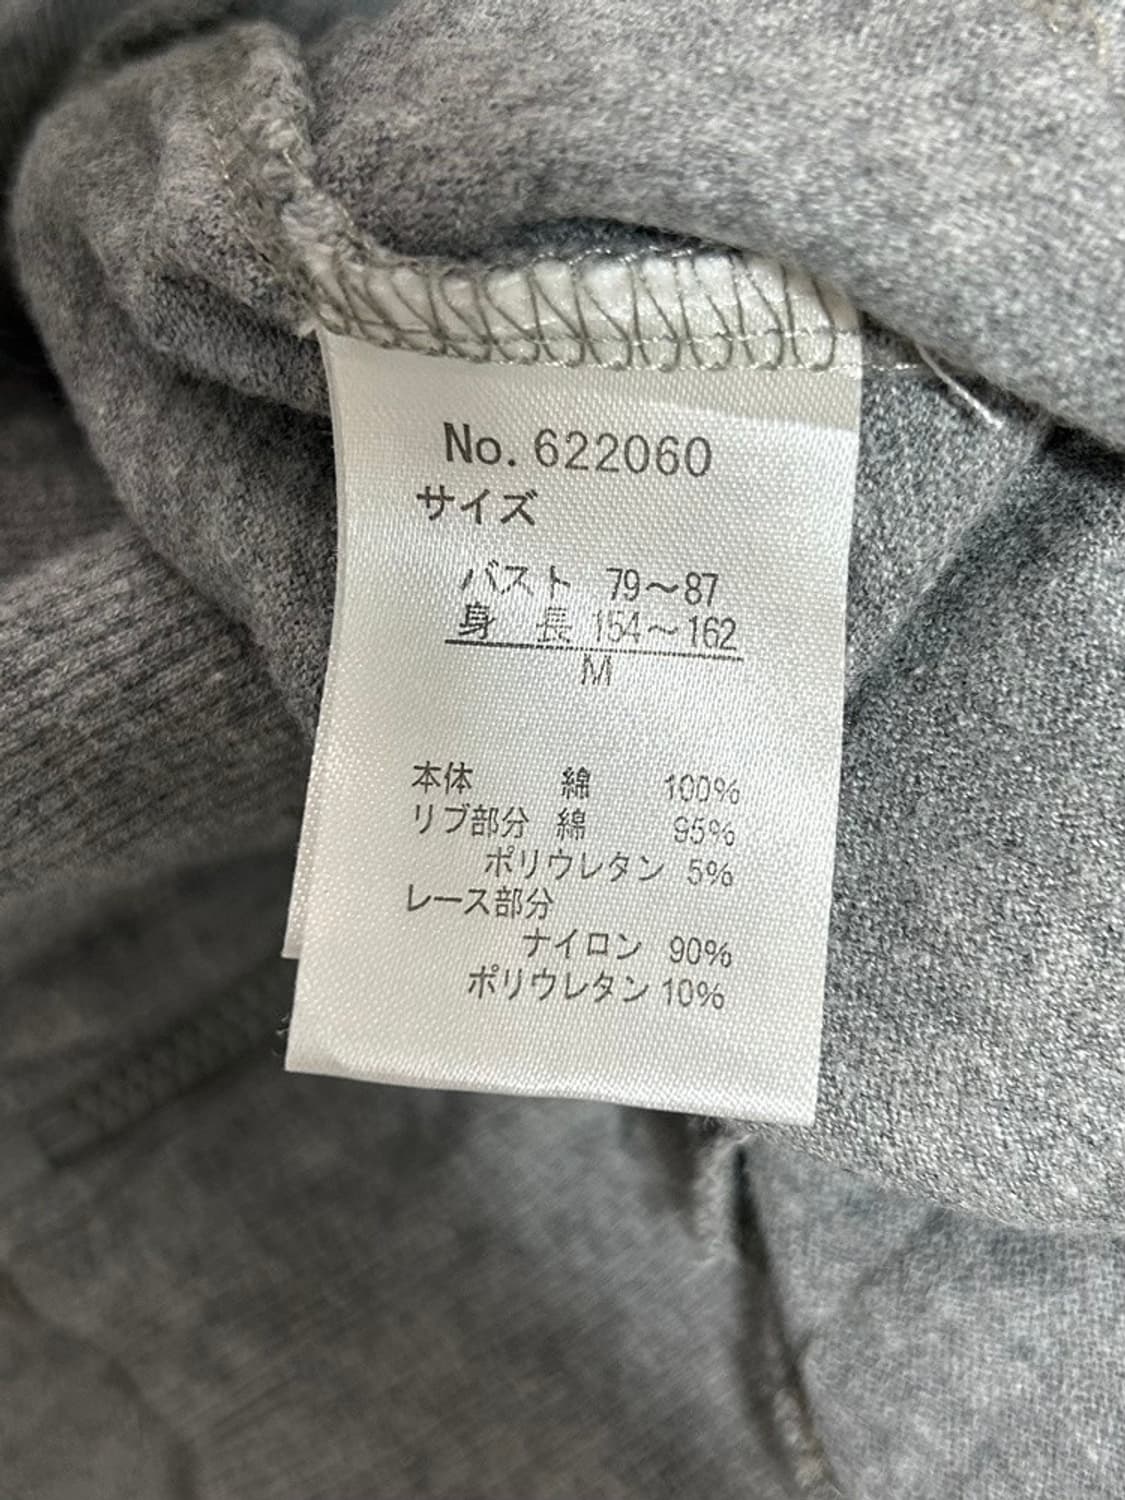 No. 622060
サイズ
バスト 79～87
身 長 154～162
M
本体 綿 100%
リブ部分 綿 95%
ポリウレタン 5%
レース部分
ナイロン 90%
ポリウレタン 10%